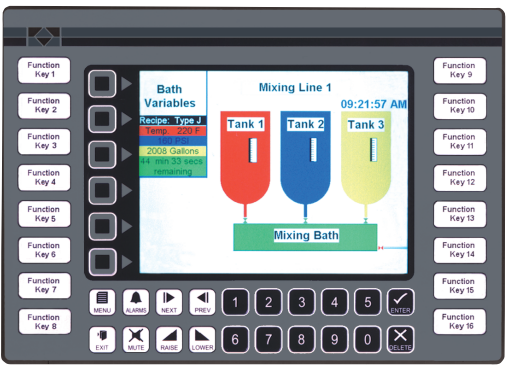 Function
Key 1
Function
Key 2
Function
Key 3
Function
Key 4
Function
Key 5
Function
Key 6
Function
Key 7
Function
Key 8
Bath
Variables
Recipe: Type J
Temp. 220 F
180 PSI
2008 Gallons
44 min 33 secs
remaining
Mixing Line 1
09:21:57 AM
Tank 1
Tank 2
Tank 3
Mixing Bath
Function
Key 9
Function
Key 10
Function
Key 11
Function
Key 12
Function
Key 13
Function
Key 14
Function
Key 15
Function
Key 16
MENU
ALARMS
NEXT
PREV
1
2
3
4
5
ENTER
EXIT
MUTE
RAISE
LOWER
6
7
8
9
0
DELETE